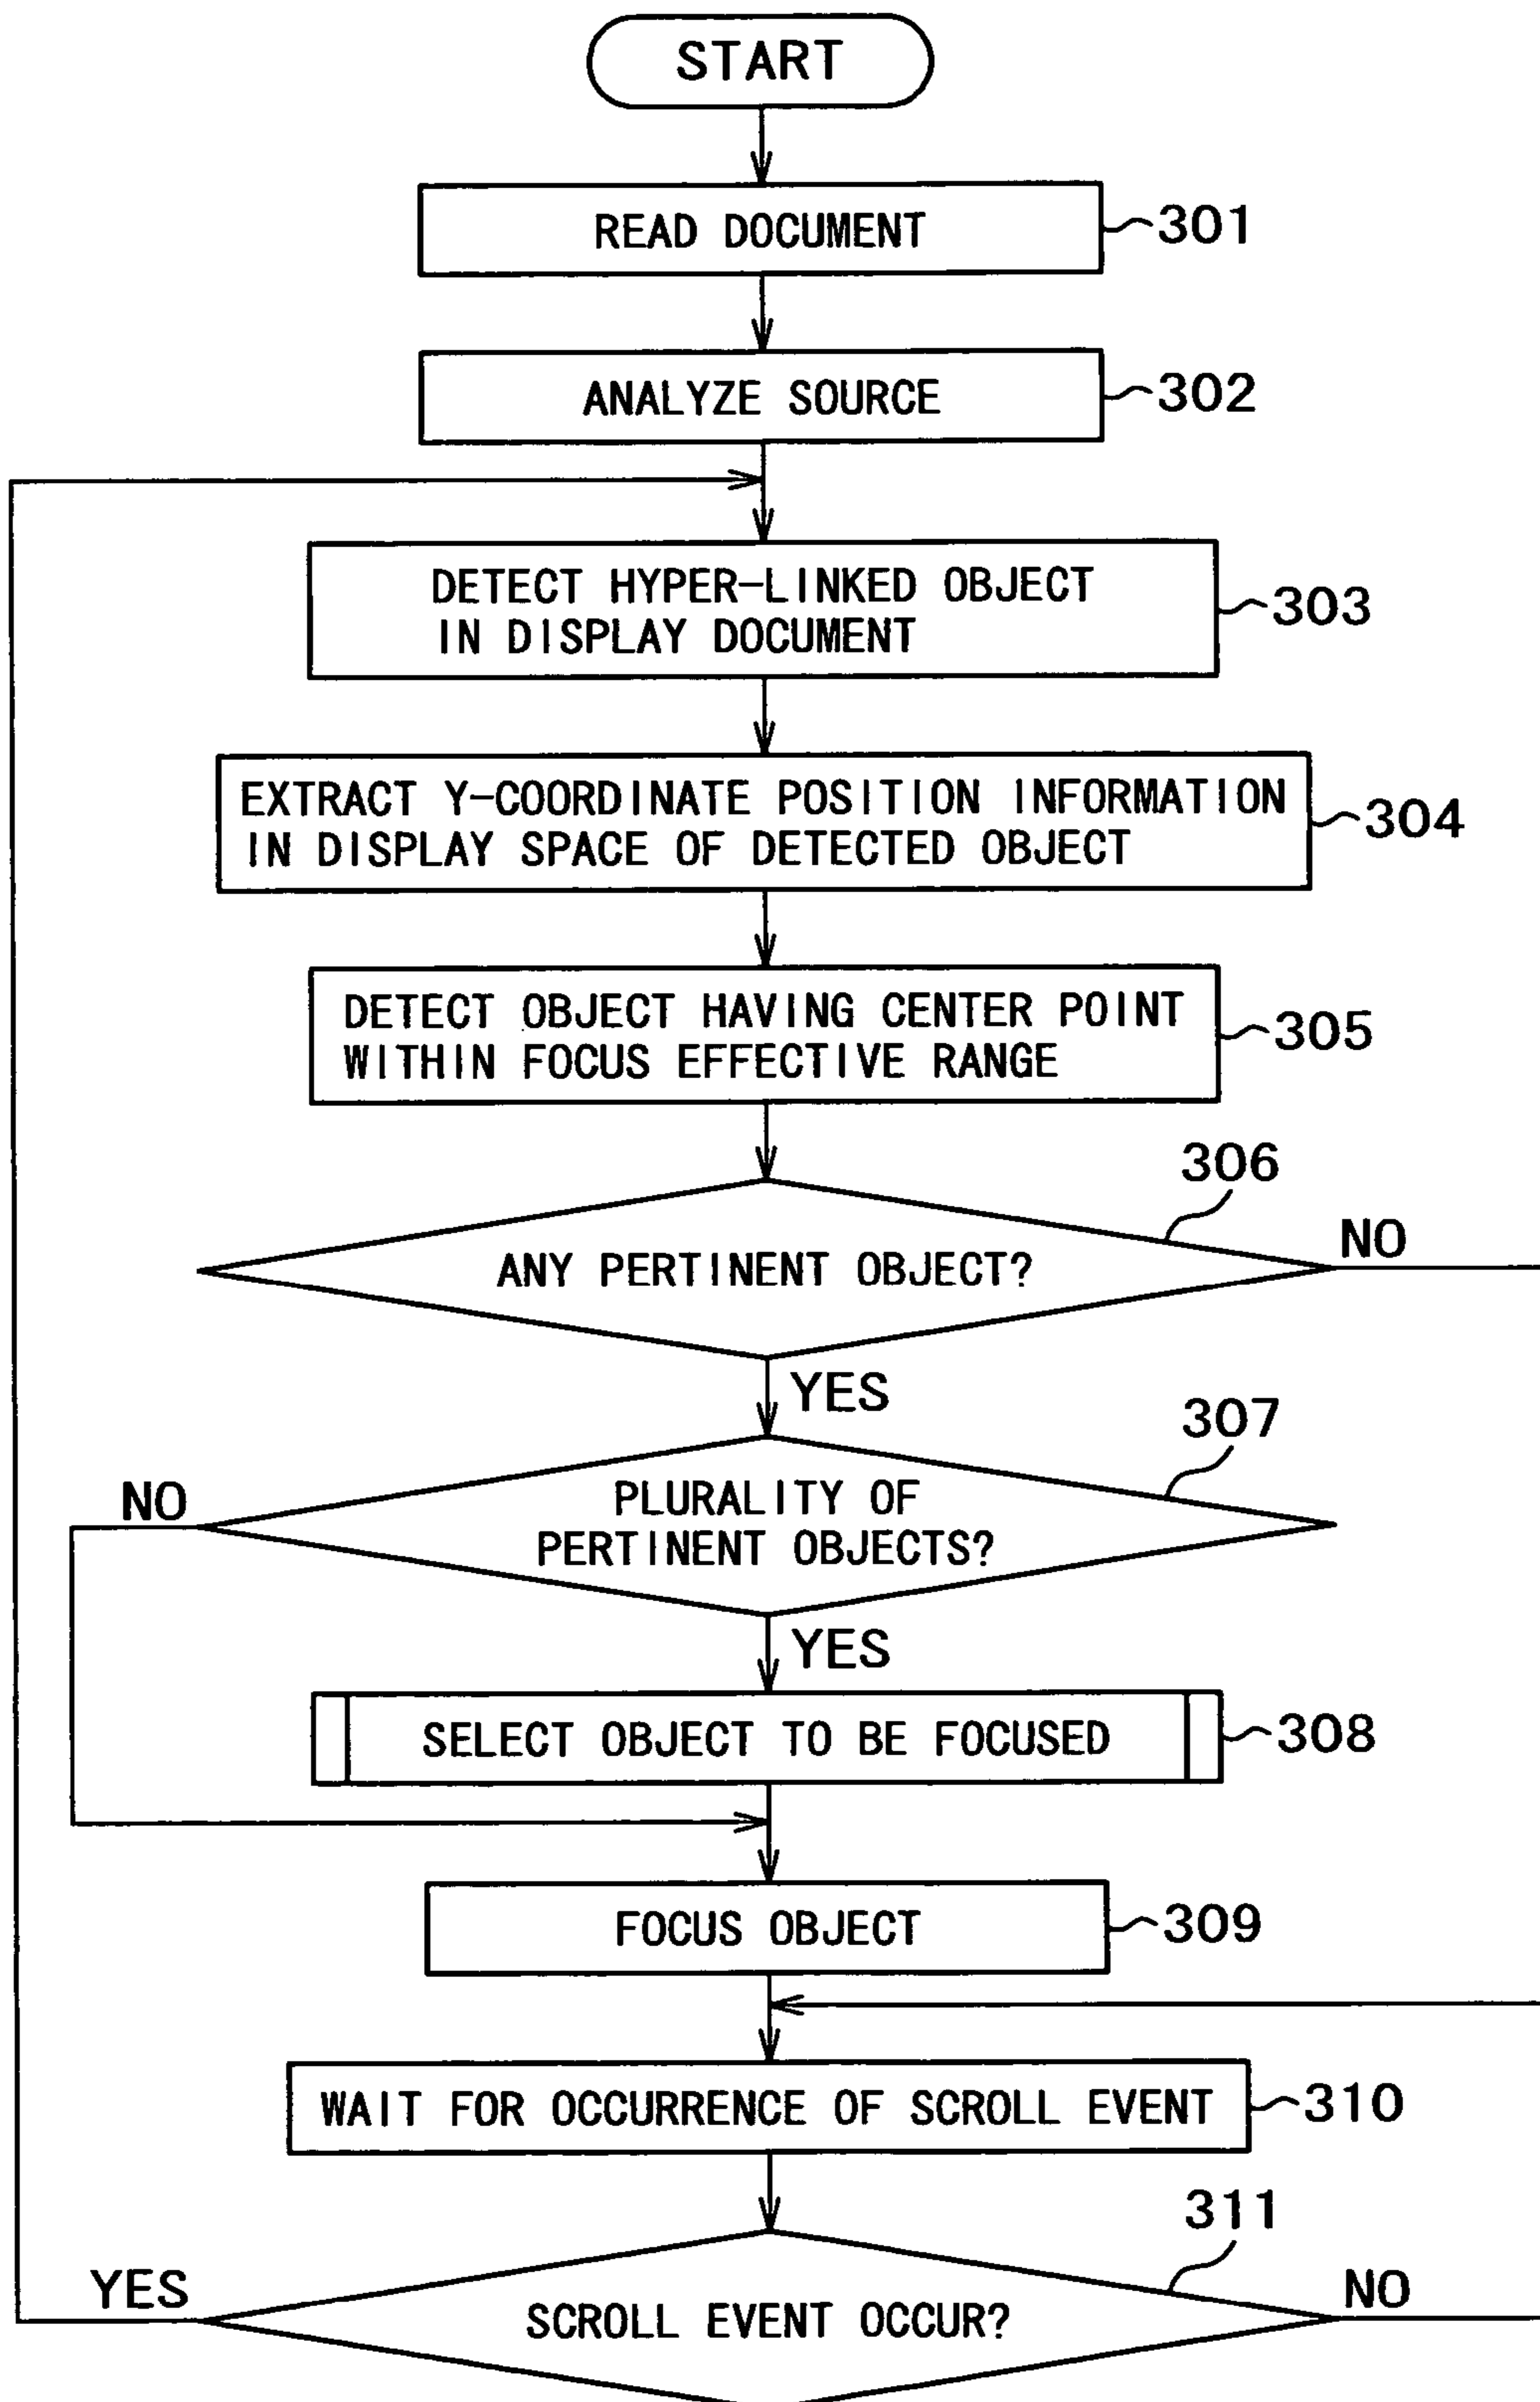 START
READ DOCUMENT
301
ANALYZE SOURCE
302
DETECT HYPER-LINKED OBJECT
IN DISPLAY DOCUMENT
303
EXTRACT Y-COORDINATE POSITION INFORMATION
IN DISPLAY SPACE OF DETECTED OBJECT
304
DETECT OBJECT HAVING CENTER POINT
WITHIN FOCUS EFFECTIVE RANGE
305
306
ANY PERTINENT OBJECT?
NO
YES
307
NO
PLURALITY OF
PERTINENT OBJECTS?
YES
SELECT OBJECT TO BE FOCUSED
308
FOCUS OBJECT
309
WAIT FOR OCCURRENCE OF SCROLL EVENT
310
311
YES
SCROLL EVENT OCCUR?
NO